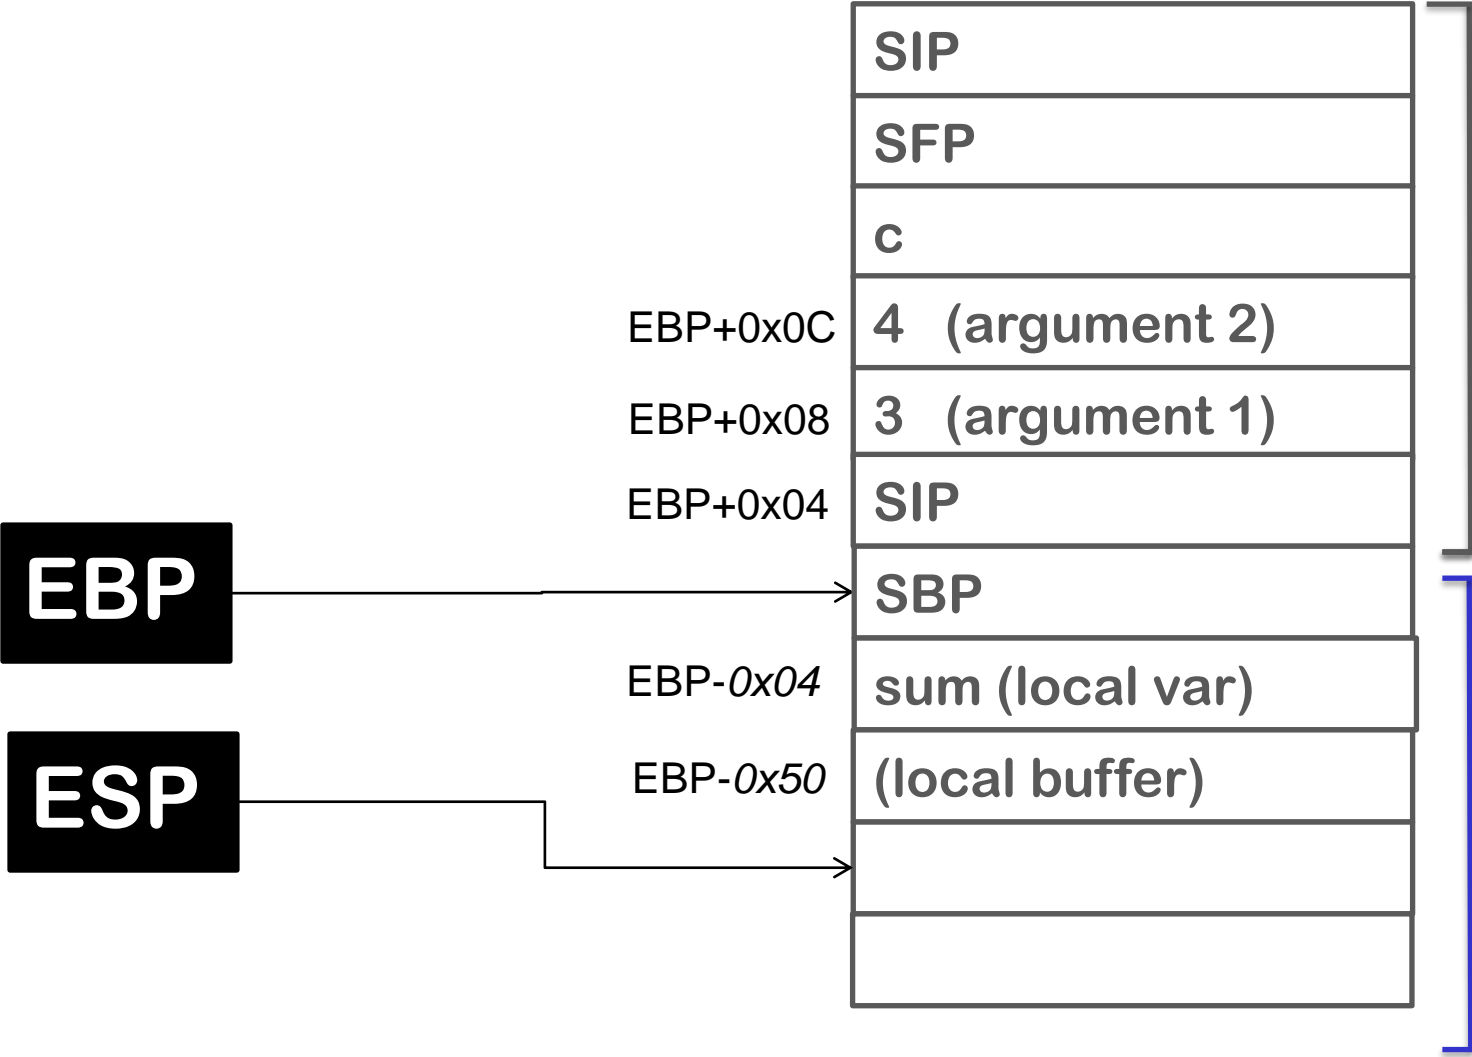 SIP
SFP
c
EBP+0x0C 4 (argument 2)
EBP+0x08 3 (argument 1)
EBP+0x04 SIP
EBP SBP
EBP-0x04 sum (local var)
ESP EBP-0x50 (local buffer)